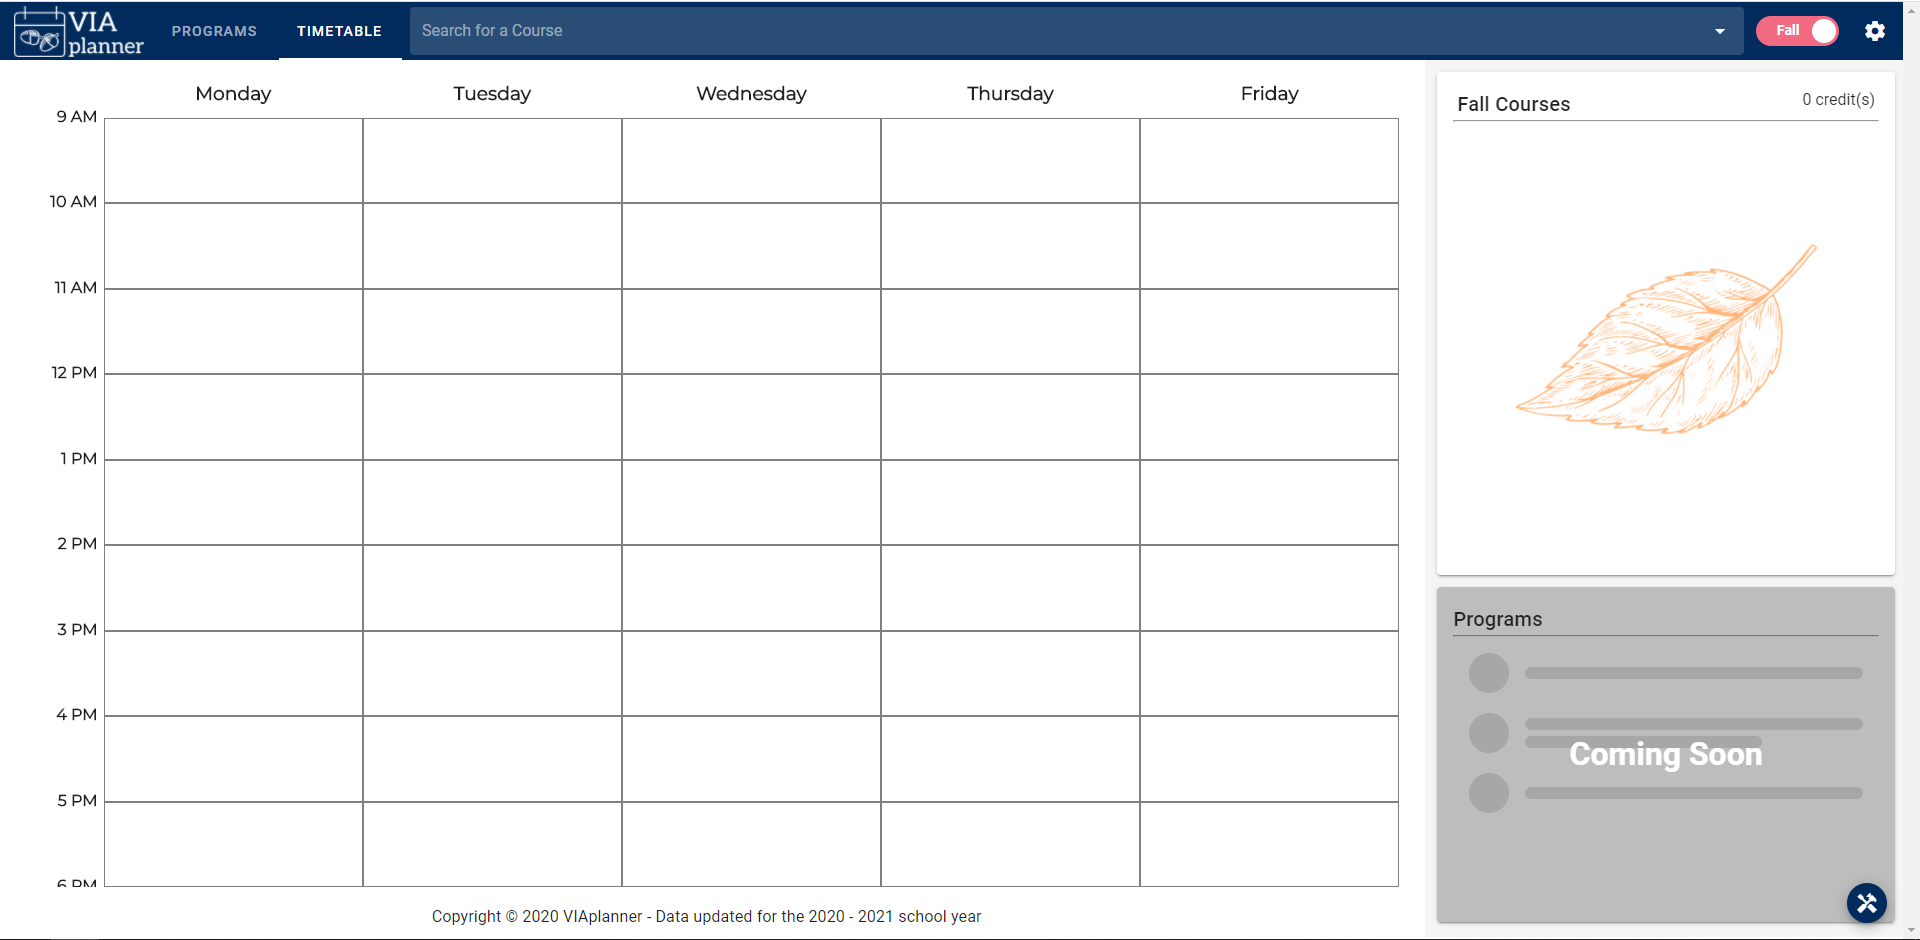 VIA
planner
PROGRAMS
TIMETABLE
Search for a Course
Fall
Monday Tuesday Wednesday Thursday Friday
9 AM
10 AM
11 AM
12 PM
1 PM
2 PM
3 PM
4 PM
5 PM
6 PM
Copyright © 2020 VIAplanner - Data updated for the 2020 - 2021 school year
Fall Courses
0 credit(s)
Programs
Coming Soon